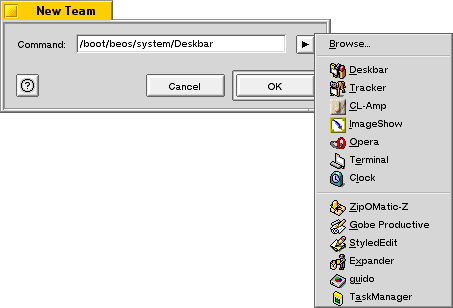 New Team
Command: /boot/beos/system/Deskbar
Cancel OK
Browse...
Deskbar
Tracker
CL-Amp
ImageShow
Opera
Terminal
Clock
ZipOMatic-Z
Gobe Productive
StyledEdit
Expander
guido
TaskManager